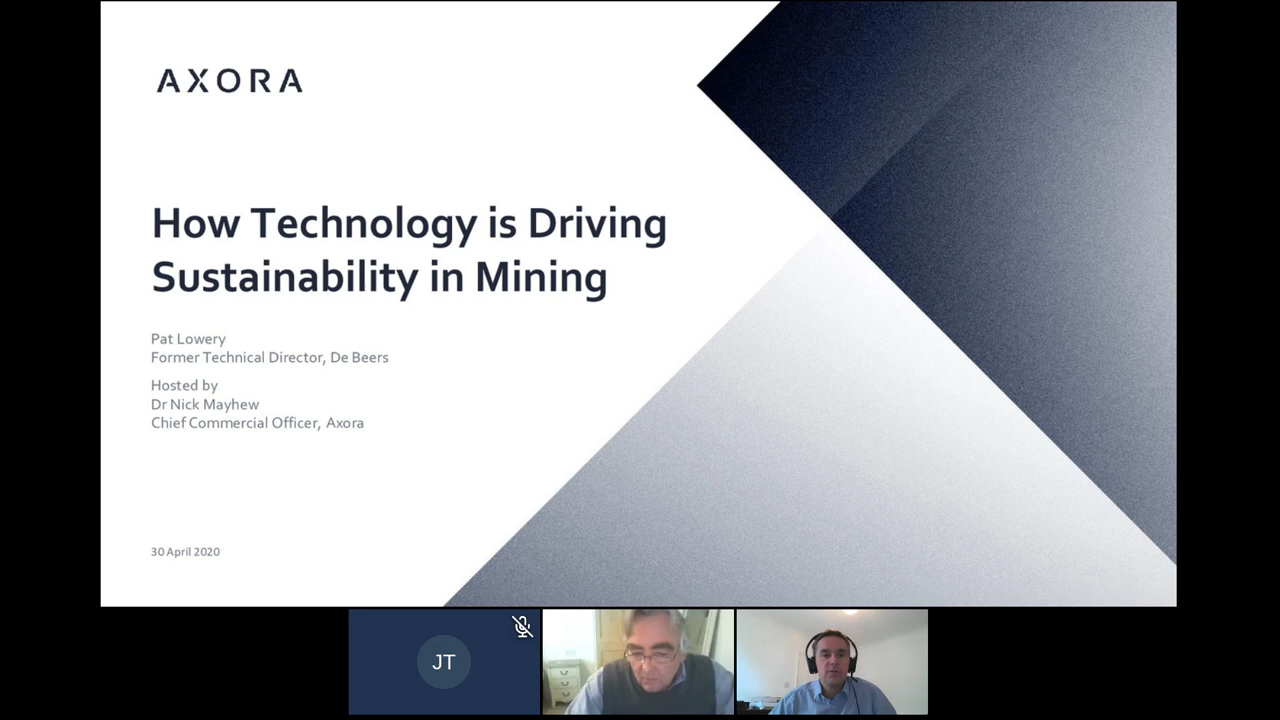 AXORA
How Technology is Driving
Sustainability in Mining
Pat Lowery
Former Technical Director, De Beers
Hosted by
Dr Nick Mayhew
Chief Commercial Officer, Axora
30 April 2020
JT